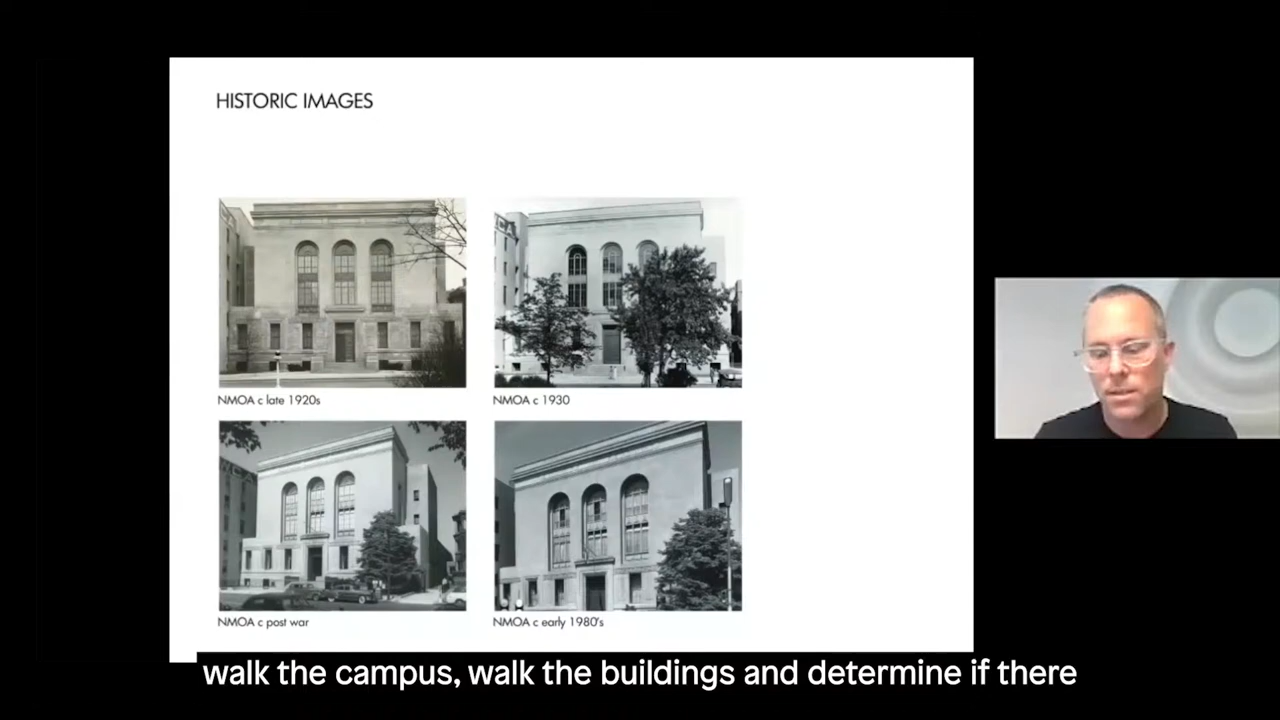 HISTORIC IMAGES
NMOA c late 1920s
NMOA c 1930
NMOA c post war
NMOA c early 1980's
walk the campus, walk the buildings and determine if there